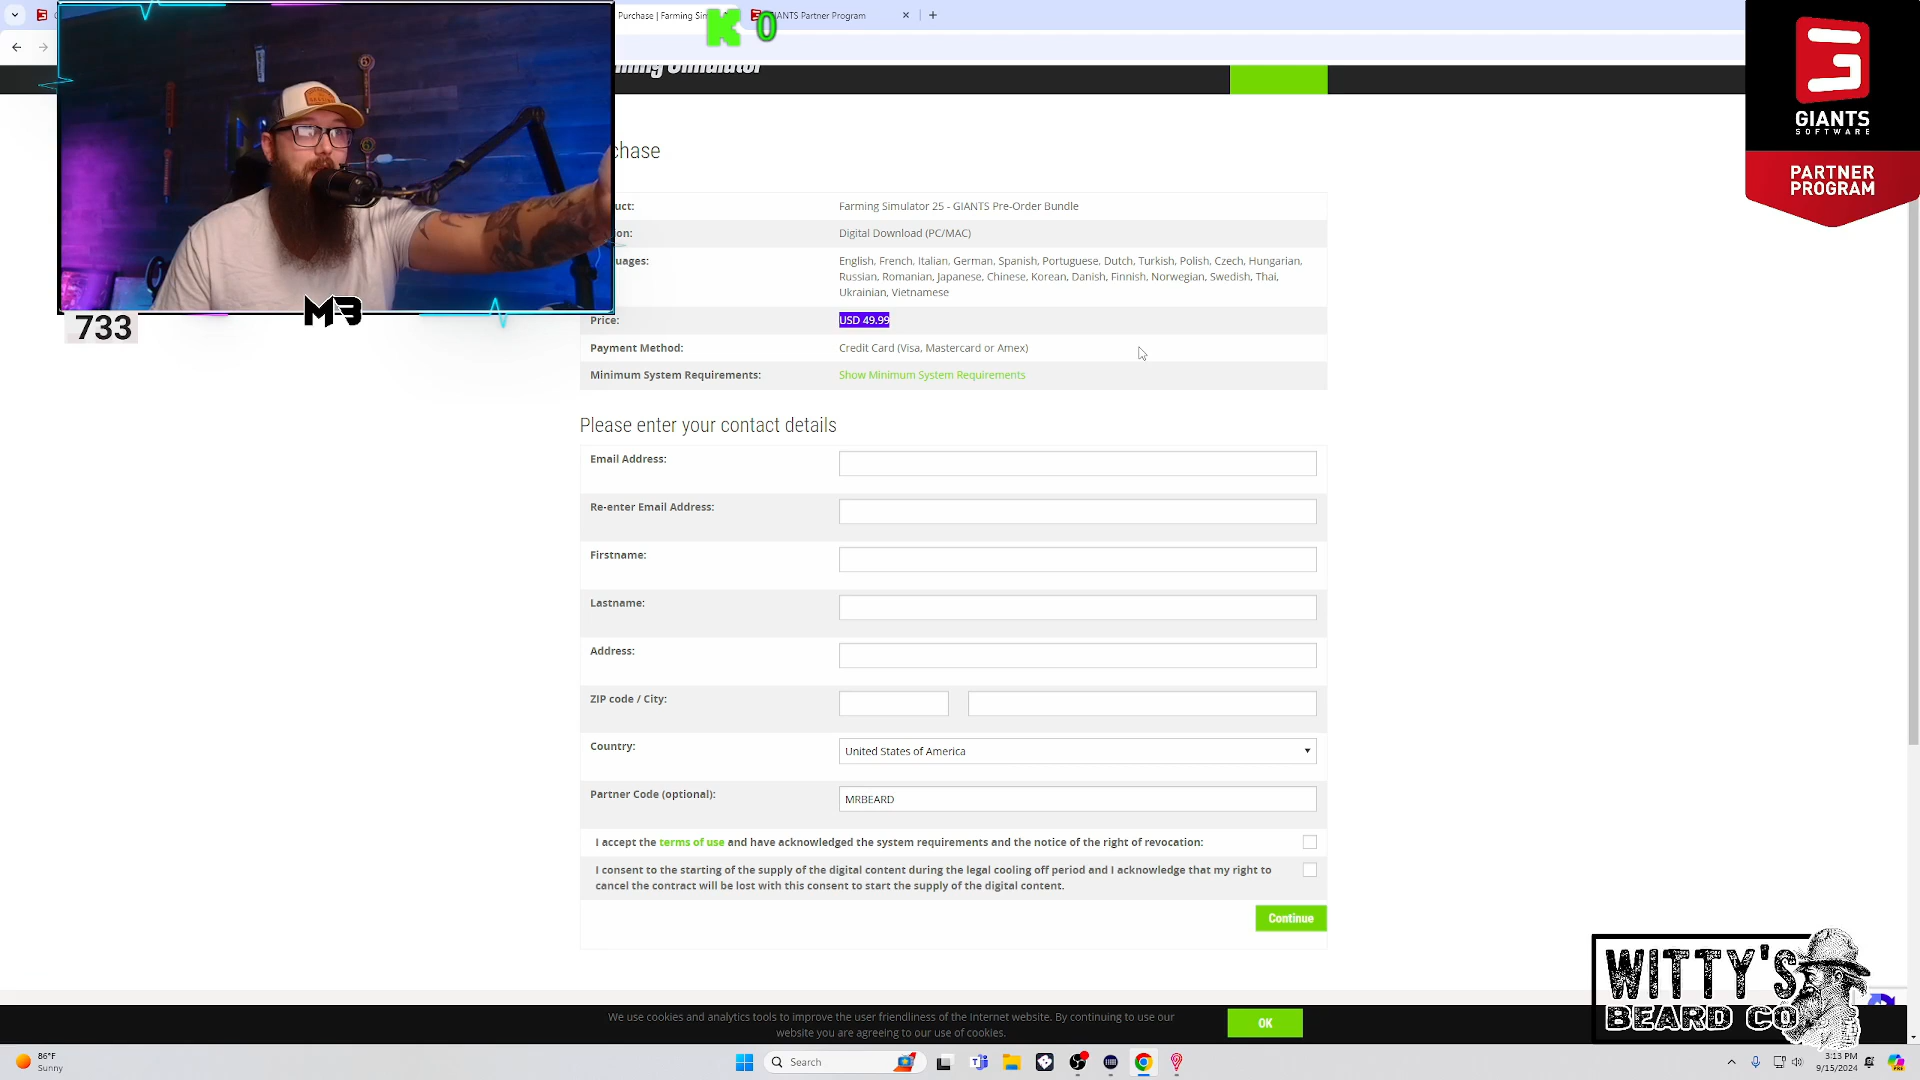 Purchase | Farming Sim
GIANTS Partner Program
K 0
ming Simulator
GIANTS
SOFTWARE
PARTNER
PROGRAM
chase
uct:
Farming Simulator 25 - GIANTS Pre-Order Bundle
on:
Digital Download (PC/MAC)
uages:
English, French, Italian, German, Spanish, Portuguese, Dutch, Turkish, Polish, Czech, Hungarian,
Russian, Romanian, Japanese, Chinese, Korean, Danish, Finnish, Norwegian, Swedish, Thai,
Ukrainian, Vietnamese
Price:
USD 49.99
Payment Method:
Credit Card (Visa, Mastercard or Amex)
Minimum System Requirements:
Show Minimum System Requirements
733
MB
Please enter your contact details
Email Address:
Re-enter Email Address:
Firstname:
Lastname:
Address:
ZIP code / City:
Country:
United States of America
Partner Code (optional):
MRBEARD
I accept the terms of use and have acknowledged the system requirements and the notice of the right of revocation:
I consent to the starting of the supply of the digital content during the legal cooling off period and I acknowledge that my right to
cancel the contract will be lost with this consent to start the supply of the digital content.
Continue
WITTY'S
BEARD CO
We use cookies and analytics tools to improve the user friendliness of the Internet website. By continuing to use our
website you are agreeing to our use of cookies.
OK
86°F
Sunny
Search
3:13 PM
9/15/2024